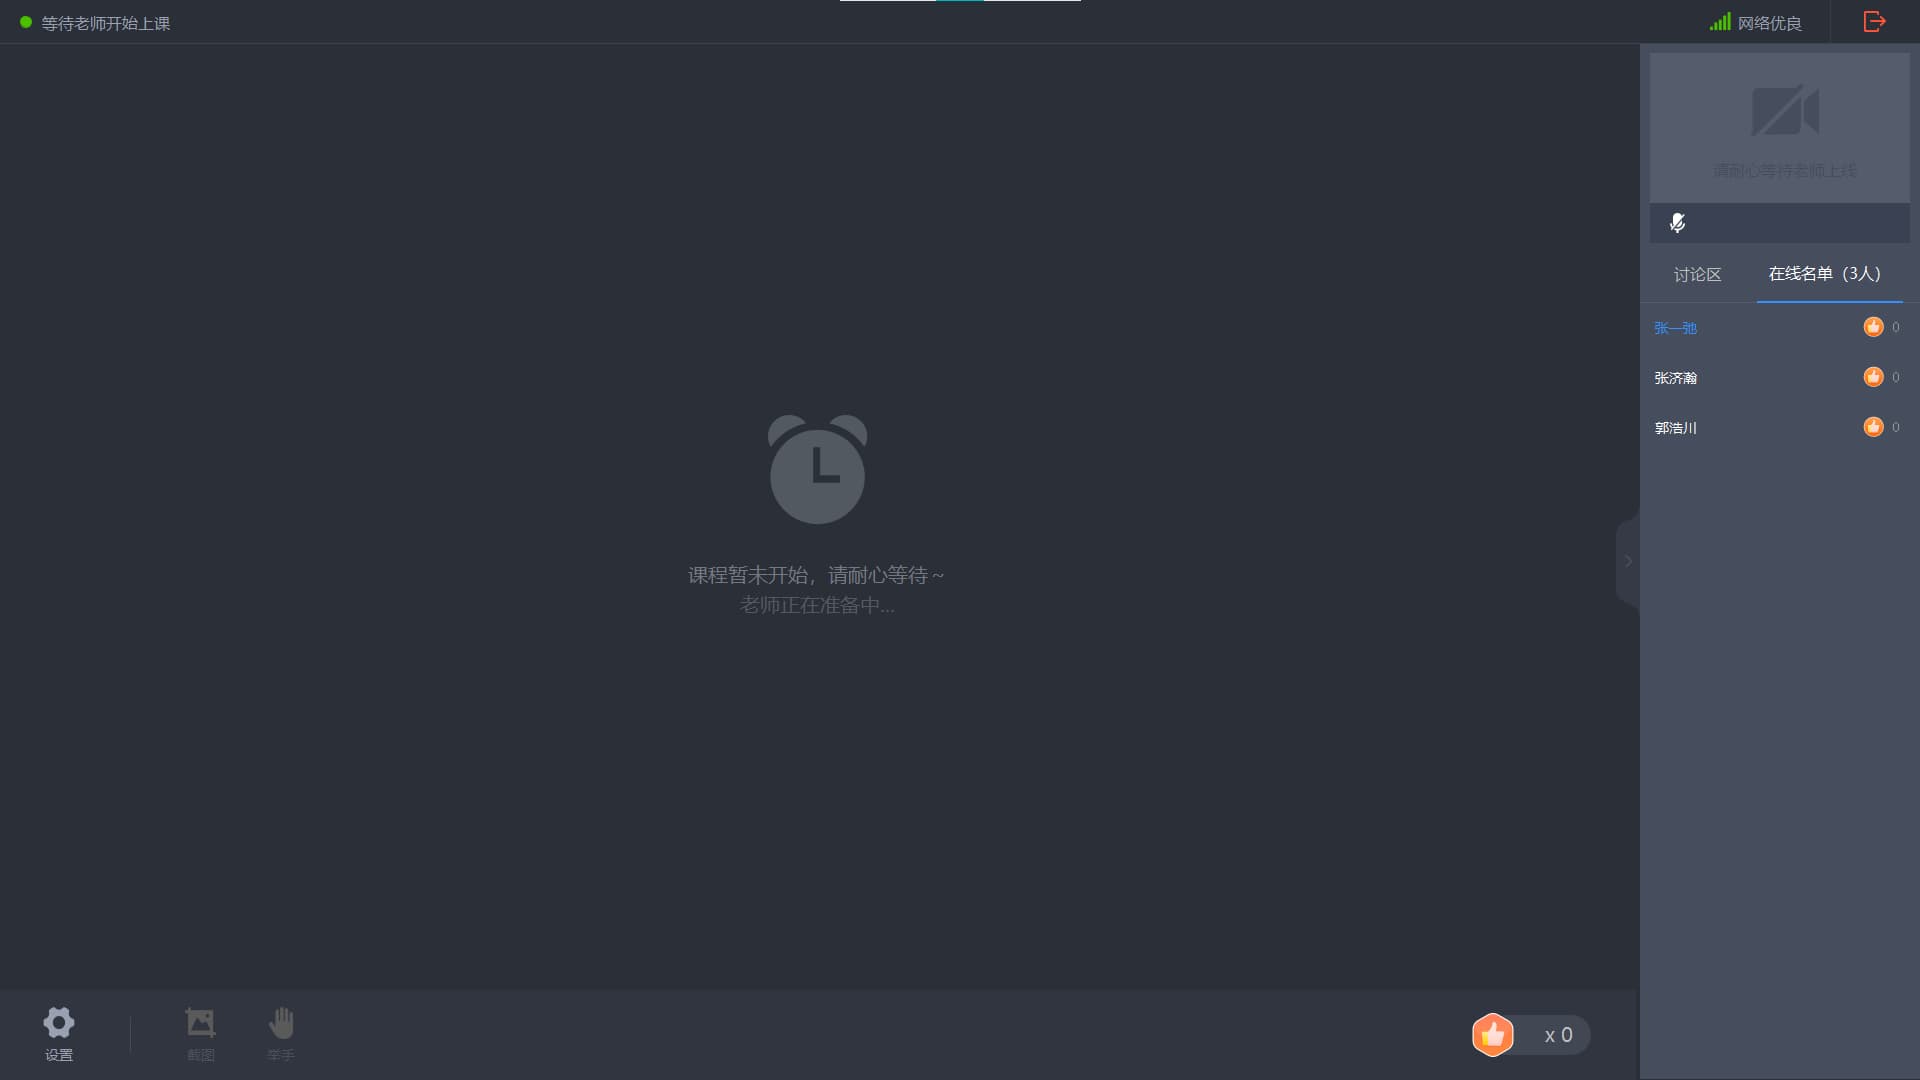 等待老师开始上课
网络优良
请耐心等待老师上线
讨论区
在线名单（3人）
张一弛
0
张济瀚
0
郭浩川
0
课程暂未开始，请耐心等待～
老师正在准备中...
设置
截图
举手
x 0